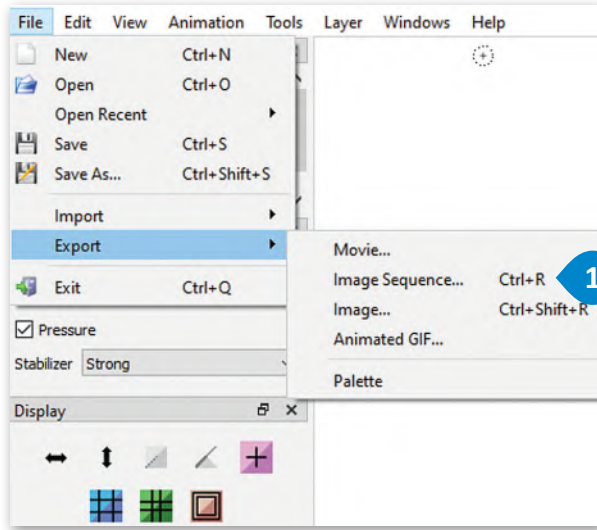 File Edit View Animation Tools Layer Windows Help
New Ctrl+N
Open Ctrl+O
Open Recent
Save Ctrl+S
Save As... Ctrl+Shift+S
Import
Export
Exit Ctrl+Q
Movie...
Image Sequence... Ctrl+R 1
Image... Ctrl+Shift+R
Animated GIF...
Palette
Pressure
Stabilizer Strong
Display